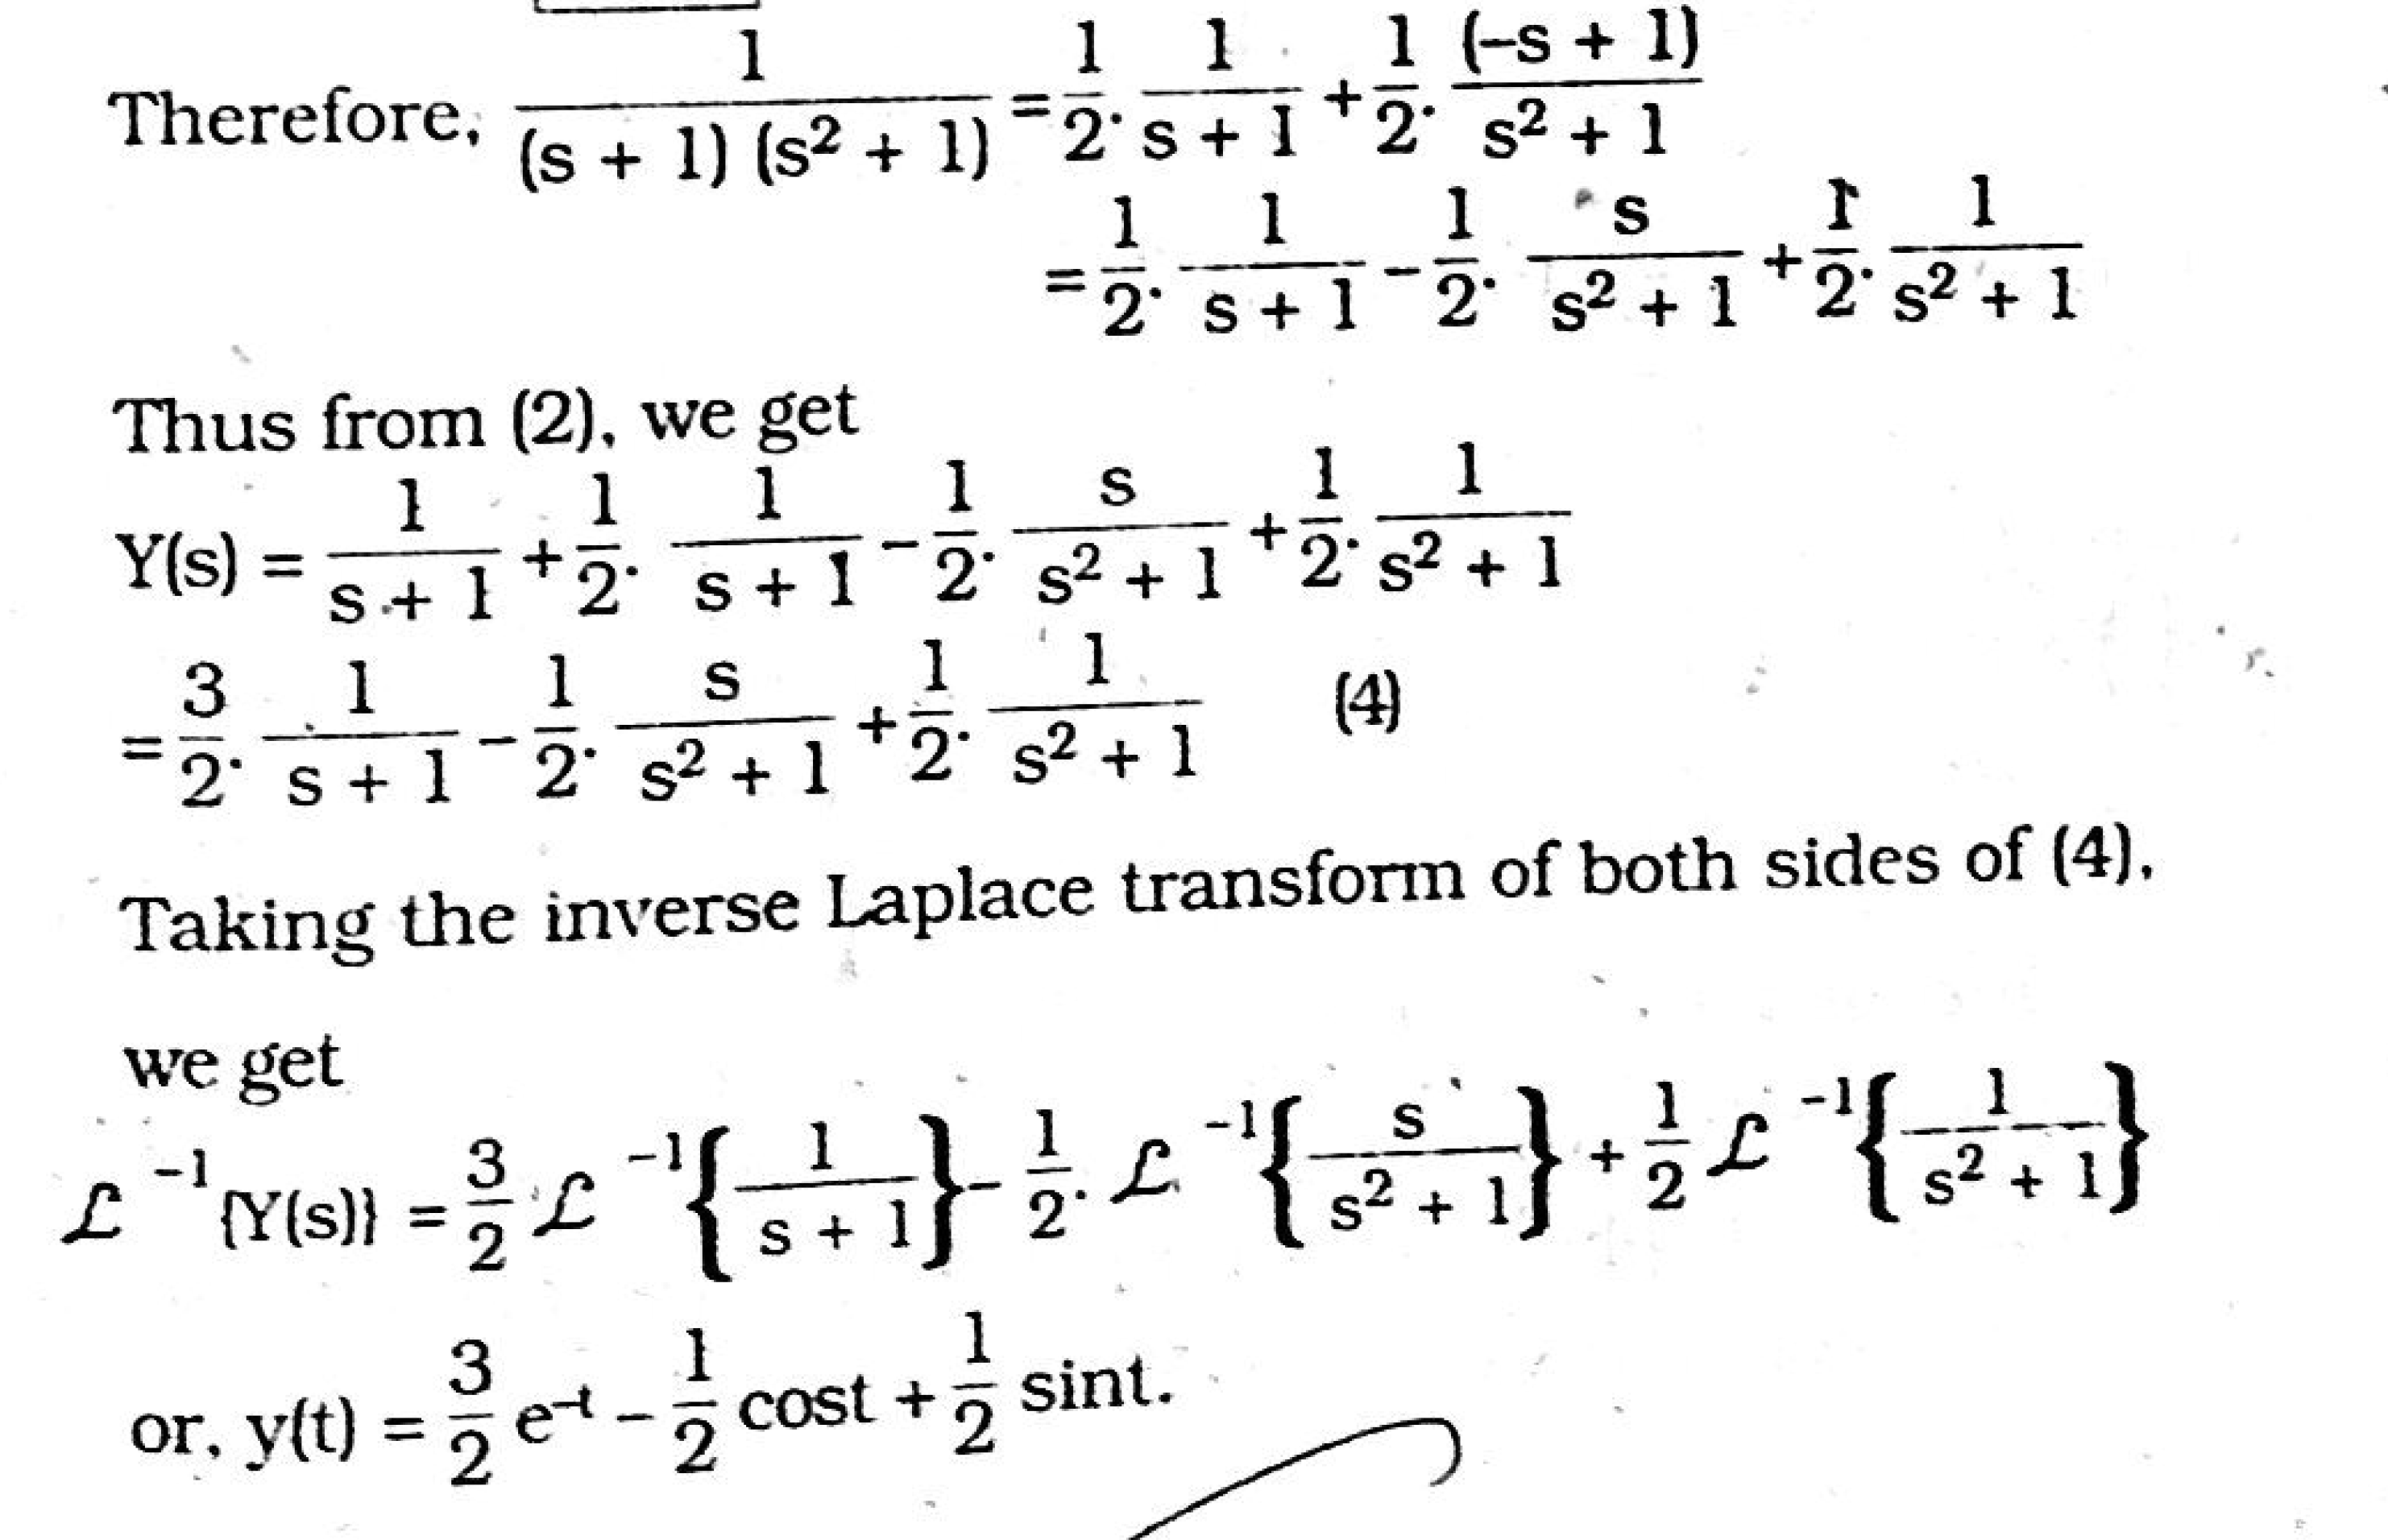 Therefore, 1/((s + 1) (s² + 1)) = 1/2 . 1/(s + 1) + 1/2 . (–s + 1)/(s² + 1)
= 1/2 . 1/(s + 1) – 1/2 . s/(s² + 1) + 1/2 . 1/(s² + 1)
Thus from (2), we get
Y(s) = 1/(s + 1) + 1/2 . 1/(s + 1) – 1/2 . s/(s² + 1) + 1/2 . 1/(s² + 1)
= 3/2 . 1/(s + 1) – 1/2 . s/(s² + 1) + 1/2 . 1/(s² + 1) (4)
Taking the inverse Laplace transform of both sides of (4),
we get
ℒ⁻¹ {Y(s)} = 3/2 ℒ⁻¹{1/(s + 1)} – 1/2 . ℒ⁻¹{s/(s² + 1)} + 1/2 ℒ⁻¹{1/(s² + 1)}
or, y(t) = 3/2 e⁻ᵗ – 1/2 cost + 1/2 sint.